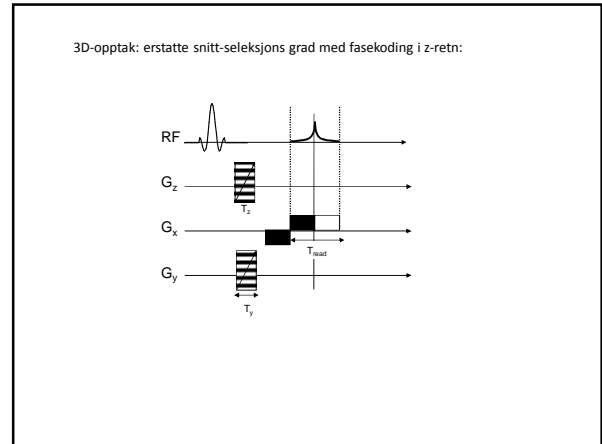 3D-opptak: erstatte snitt-seleksjons grad med fasekoding i z-retn:
RF
Gz
Tz
Gx
Tread
Gy
Ty